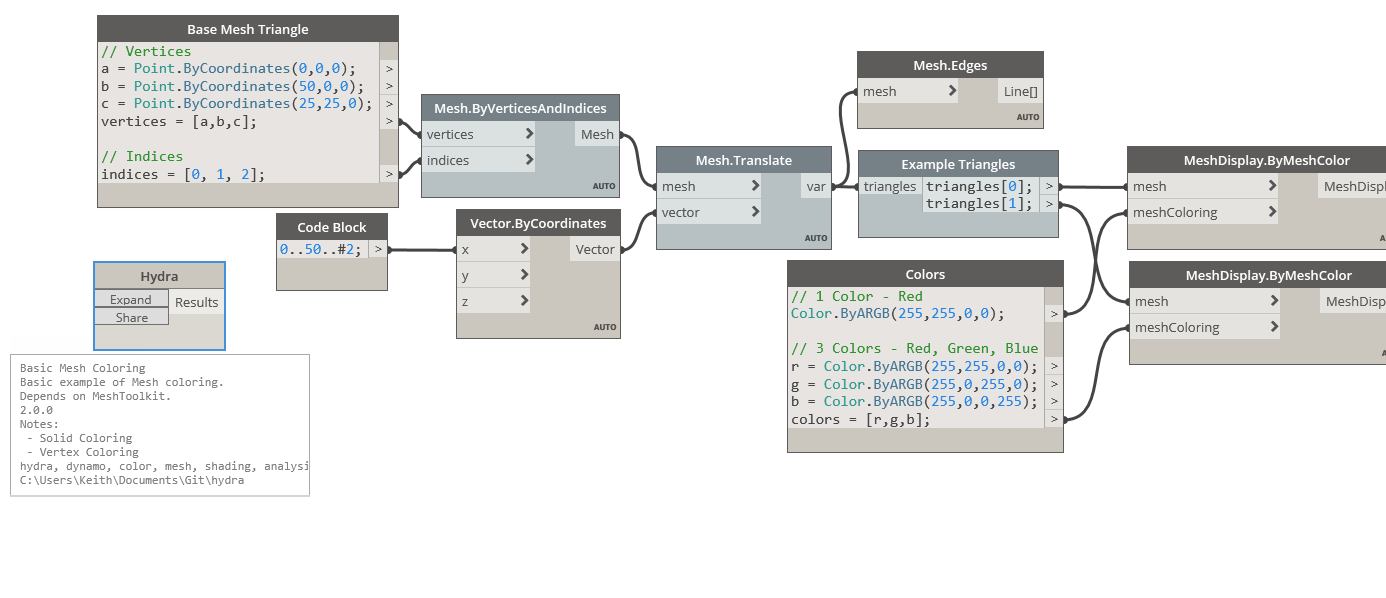 Base Mesh Triangle
// Vertices
a = Point.ByCoordinates(0,0,0); >
b = Point.ByCoordinates(50,0,0); >
c = Point.ByCoordinates(25,25,0); >
vertices = [a,b,c]; >
// Indices
indices = [0, 1, 2]; >
Mesh.ByVerticesAndIndices
vertices > Mesh
indices >
AUTO
Code Block
0..50..#2; >
Vector.ByCoordinates
x > Vector
y >
z >
AUTO
Mesh.Translate
mesh > var
vector >
AUTO
Mesh.Edges
mesh > Line[]
AUTO
Example Triangles
triangles triangles[0]; >
triangles[1]; >
Colors
// 1 Color - Red
Color.ByARGB(255,255,0,0); >
// 3 Colors - Red, Green, Blue
r = Color.ByARGB(255,255,0,0); >
g = Color.ByARGB(255,0,255,0); >
b = Color.ByARGB(255,0,0,255); >
colors = [r,g,b]; >
MeshDisplay.ByMeshColor
mesh > MeshDispl
meshColoring >
MeshDisplay.ByMeshColor
mesh > MeshDisp
meshColoring >
Hydra
Expand Results
Share
Basic Mesh Coloring
Basic example of Mesh coloring.
Depends on MeshToolkit.
2.0.0
Notes:
- Solid Coloring
- Vertex Coloring
hydra, dynamo, color, mesh, shading, analysi
C:\Users\Keith\Documents\Git\hydra